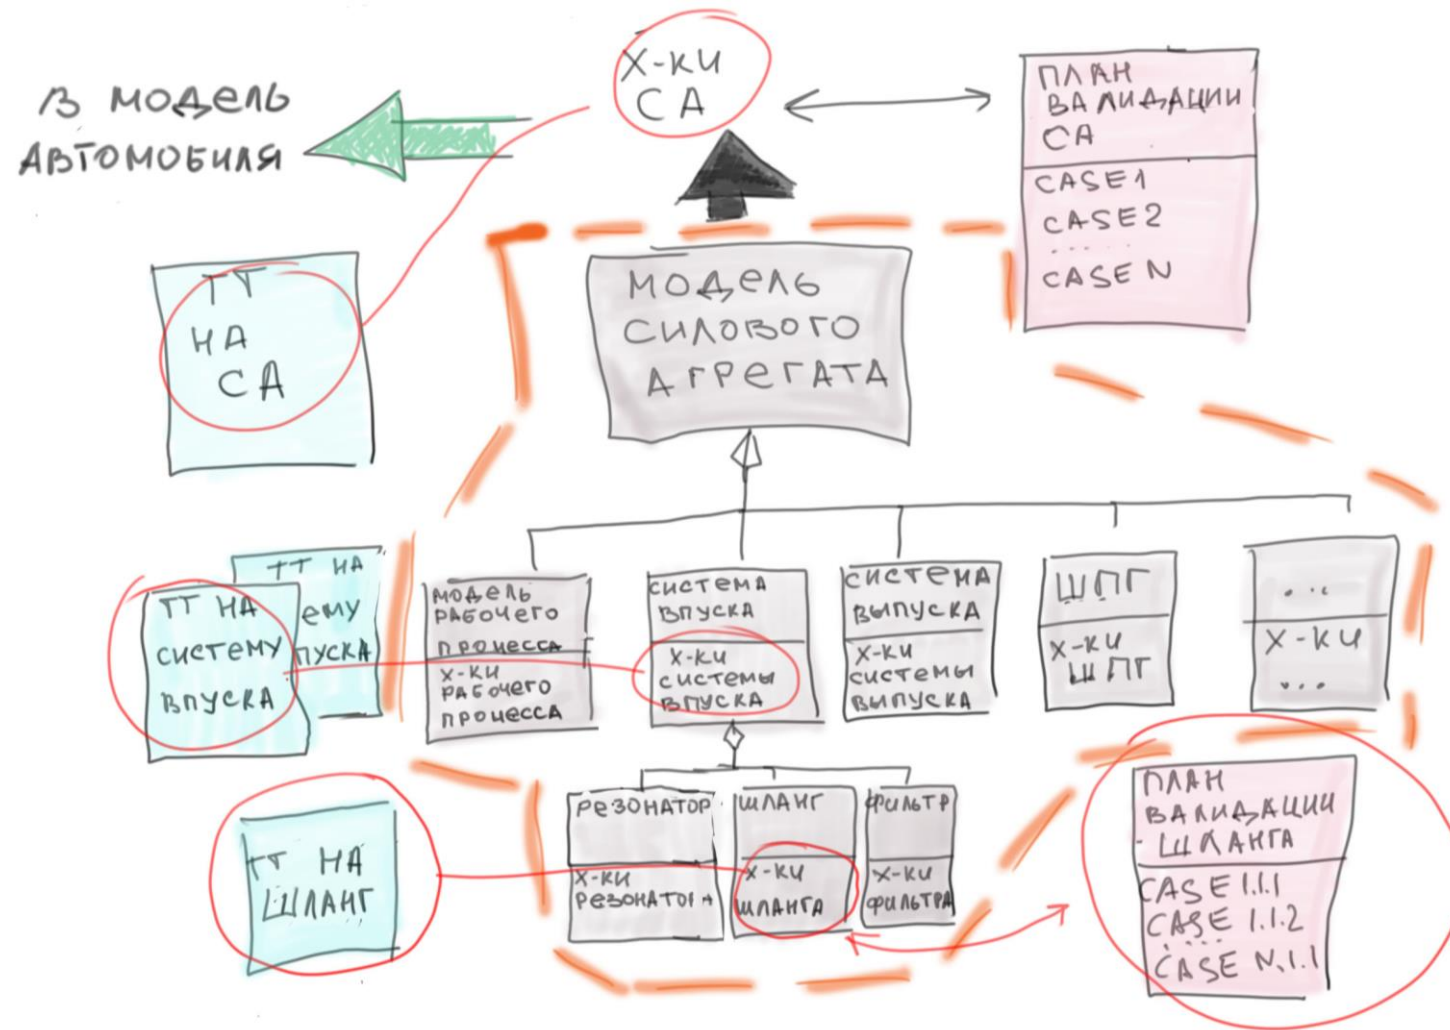 Х-КИ
СА
В МОДЕЛЬ
АВТОМОБИЛЯ
ПЛАН
ВАЛИДАЦИИ
СА
CASE1
CASE2
.....
CASE N
ТТ
НА
СА
МОДЕЛЬ
СИЛОВОГО
АГРЕГАТА
ТТ НА
ЕМУ
ПУСКА
ТТ НА
СИСТЕМУ
ВПУСКА
МОДЕЛЬ
РАБОЧЕГО
ПРОЦЕССА
Х-КИ
РАБОЧЕГО
ПРОЦЕССА
СИСТЕМА
ВПУСКА
Х-КИ
СИСТЕМЫ
ВПУСКА
СИСТЕМА
ВЫПУСКА
Х-КИ
СИСТЕМЫ
ВЫПУСКА
ШПГ
Х-КИ
ШПГ
...
Х-КИ
...
ТТ НА
ШЛАНГ
РЕЗОНАТОР
Х-КИ
РЕЗОНАТОРА
ШЛАНГ
Х-КИ
ШЛАНГА
ФИЛЬТР
Х-КИ
ФИЛЬТРА
ПЛАН
ВАЛИДАЦИИ
ШЛАНГА
CASE 1.1.1
CASE 1.1.2
.....
CASE N.1.1